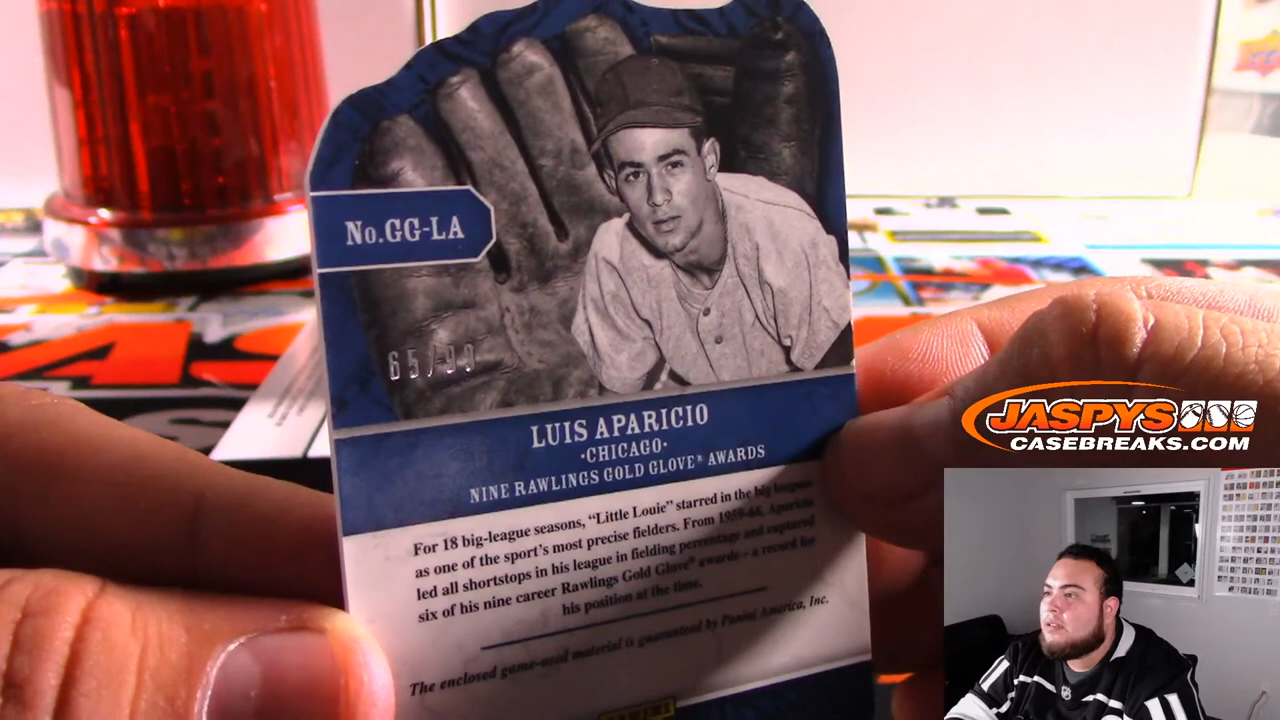 No.GG-LA
65/99
LUIS APARICIO
·CHICAGO·
NINE RAWLINGS GOLD GLOVE® AWARDS
For 18 big-league seasons, “Little Louie” starred in the big leagues
as one of the sport’s most precise fielders. From 1959-66, Aparicio
led all shortstops in his league in fielding percentage and captured
six of his nine career Rawlings Gold Glove® awards – a record for
his position at the time.
The enclosed game-used material is guaranteed by Panini America, Inc.
PANINI
JASPYS
CASEBREAKS.COM